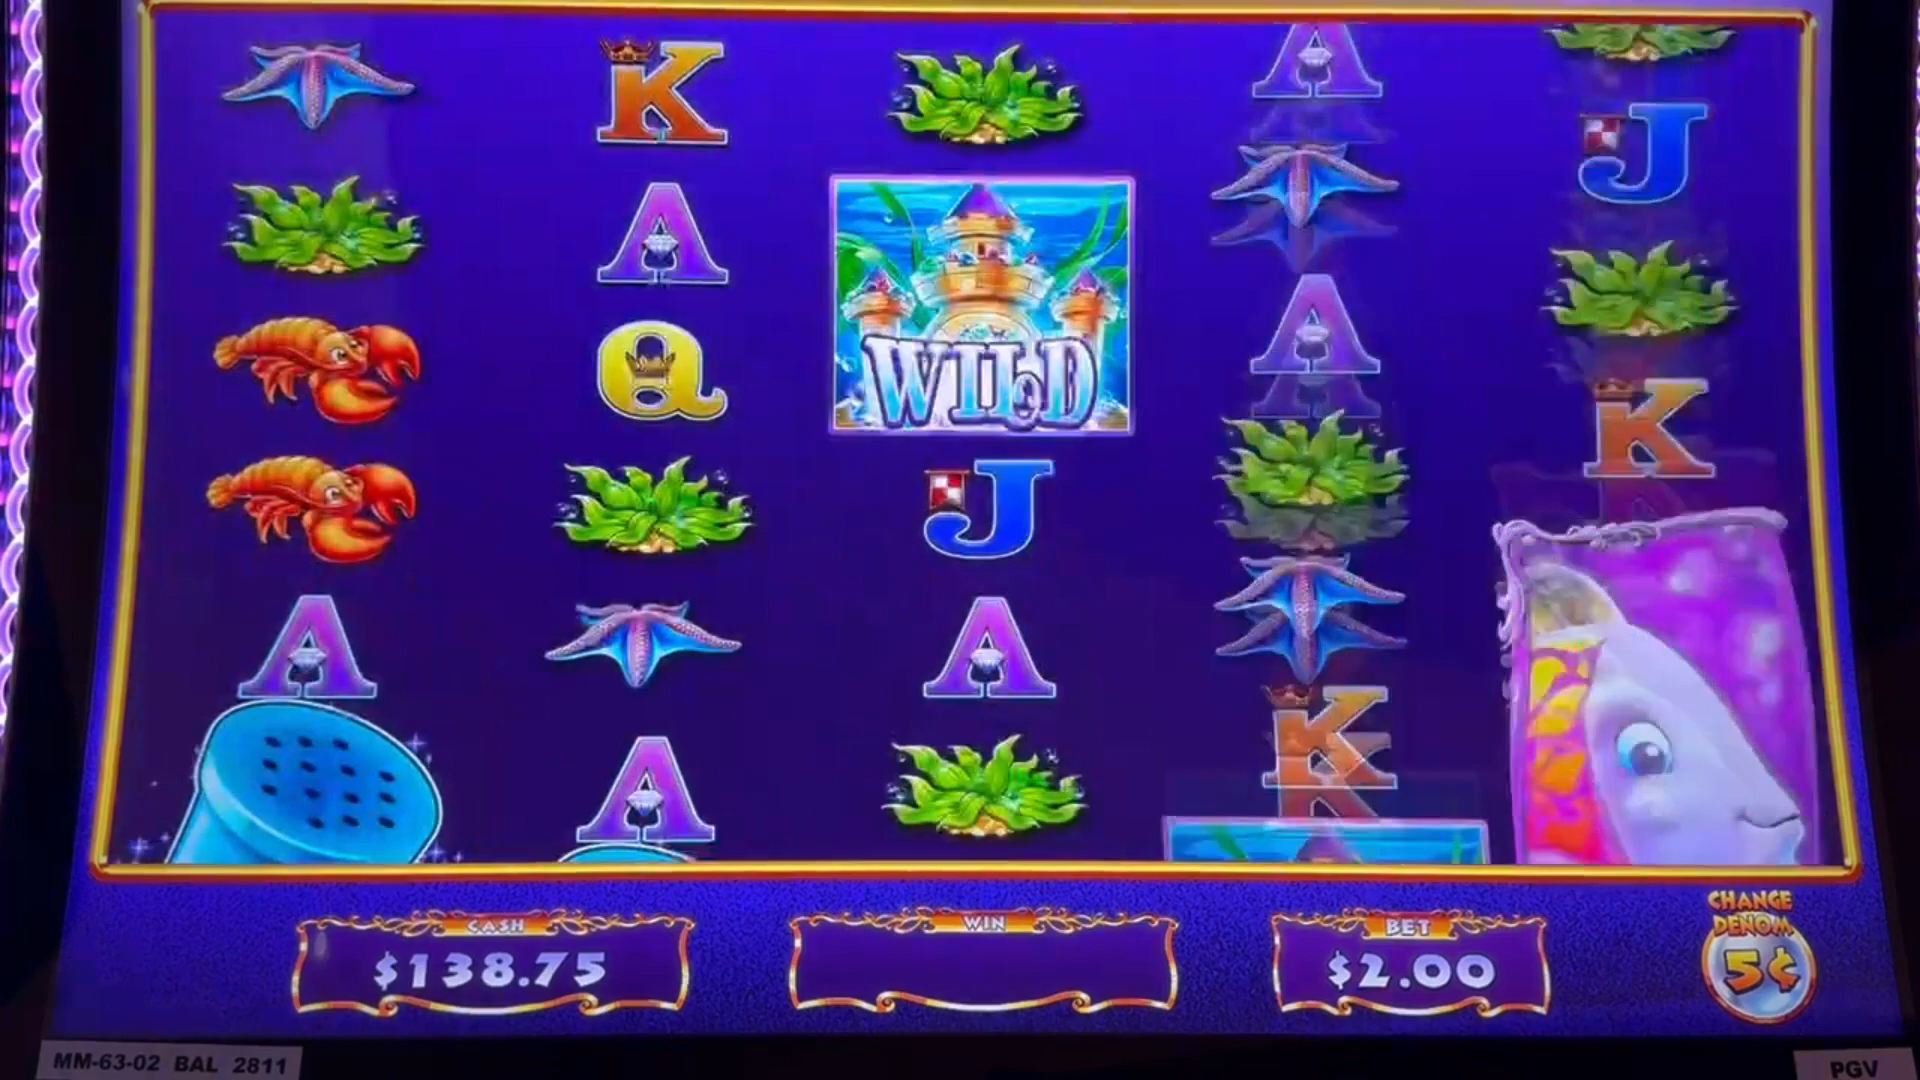 K
A
J
A
WILD
A
Q
K
J
A
A
K
A
CASH
WIN
BET
CHANGE
DENOM
$138.75
$2.00
5¢
MM-63-02 BAL 2811
PGV